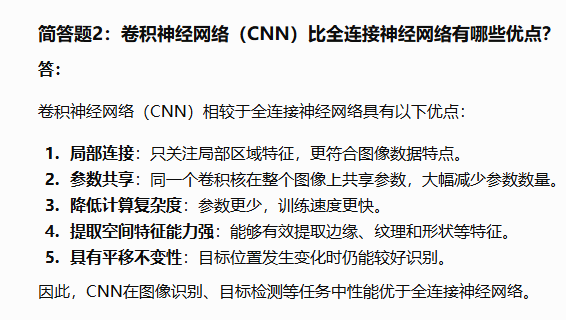 简答题2：卷积神经网络（CNN）比全连接神经网络有哪些优点？
答：
卷积神经网络（CNN）相较于全连接神经网络具有以下优点：
1. 局部连接：只关注局部区域特征，更符合图像数据特点。
2. 参数共享：同一个卷积核在整个图像上共享参数，大幅减少参数数量。
3. 降低计算复杂度：参数更少，训练速度更快。
4. 提取空间特征能力强：能够有效提取边缘、纹理和形状等特征。
5. 具有平移不变性：目标位置发生变化时仍能较好识别。
因此，CNN在图像识别、目标检测等任务中性能优于全连接神经网络。